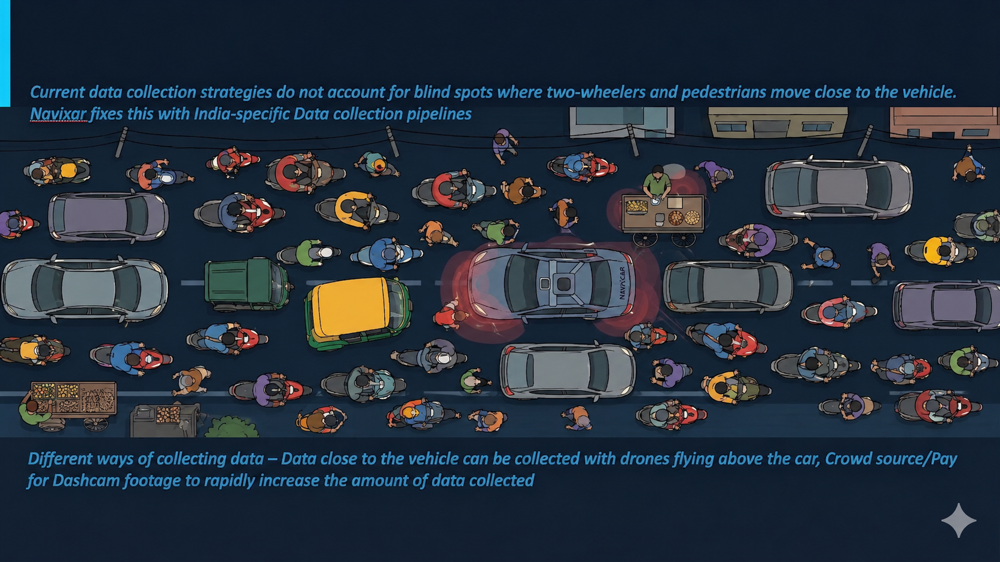 Current data collection strategies do not account for blind spots where two-wheelers and pedestrians move close to the vehicle.
Navixar fixes this with India-specific Data collection pipelines
NAVXCAR
Different ways of collecting data – Data close to the vehicle can be collected with drones flying above the car, Crowd source/Pay
for Dashcam footage to rapidly increase the amount of data collected